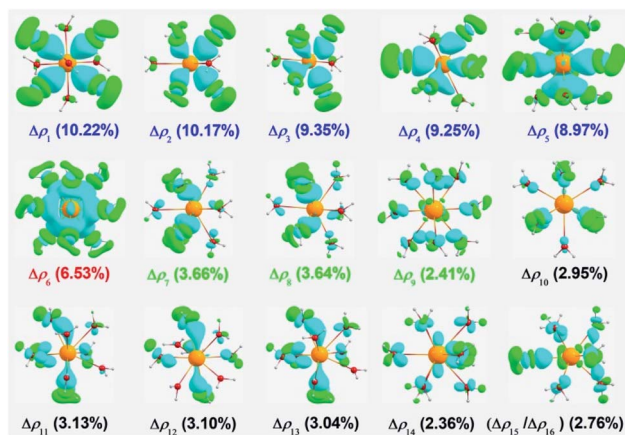 Δρ₁ (10.22%) Δρ₂ (10.17%) Δρ₃ (9.35%) Δρ₄ (9.25%) Δρ₅ (8.97%)
Δρ₆ (6.53%) Δρ₇ (3.66%) Δρ₈ (3.64%) Δρ₉ (2.41%) Δρ₁₀ (2.95%)
Δρ₁₁ (3.13%) Δρ₁₂ (3.10%) Δρ₁₃ (3.04%) Δρ₁₄ (2.36%) (Δρ₁₅ /Δρ₁₆ ) (2.76%)